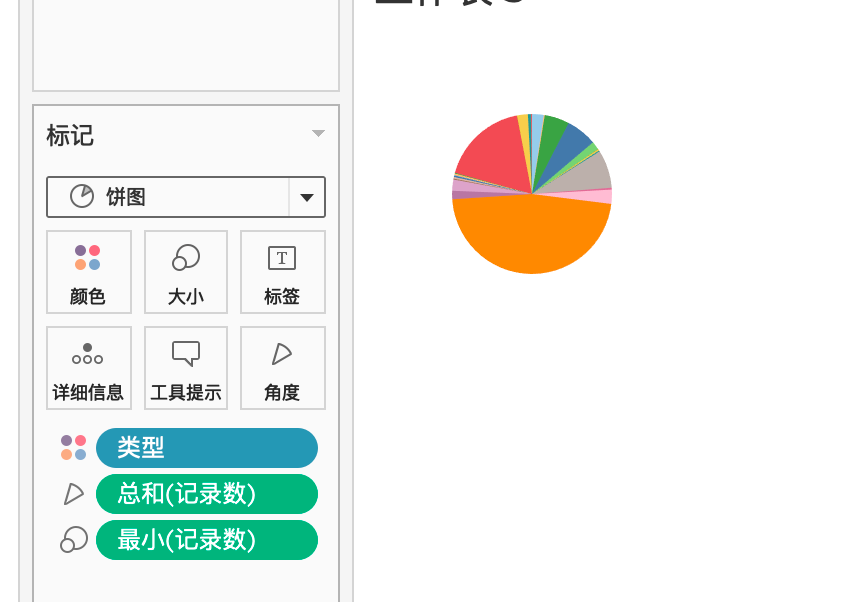 标记
饼图
颜色
大小
T
标签
详细信息
工具提示
角度
类型
总和(记录数)
最小(记录数)